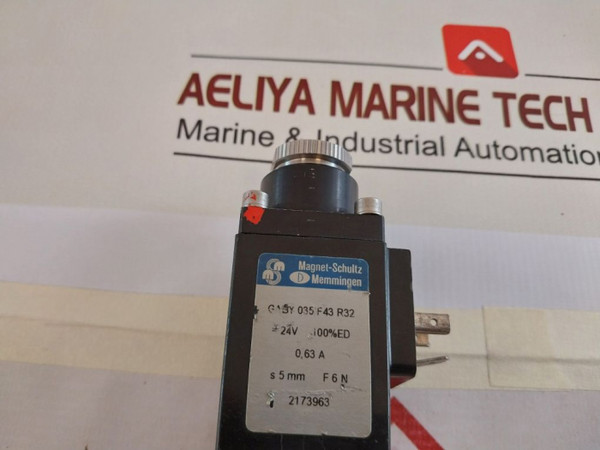 AELIYA MARINE TECH
Marine & Industrial Automation
Magnet-Schultz
D Memmingen
035 F43 R32
24V 100%ED
0,63 A
s 5 mm F 6 N
2173963